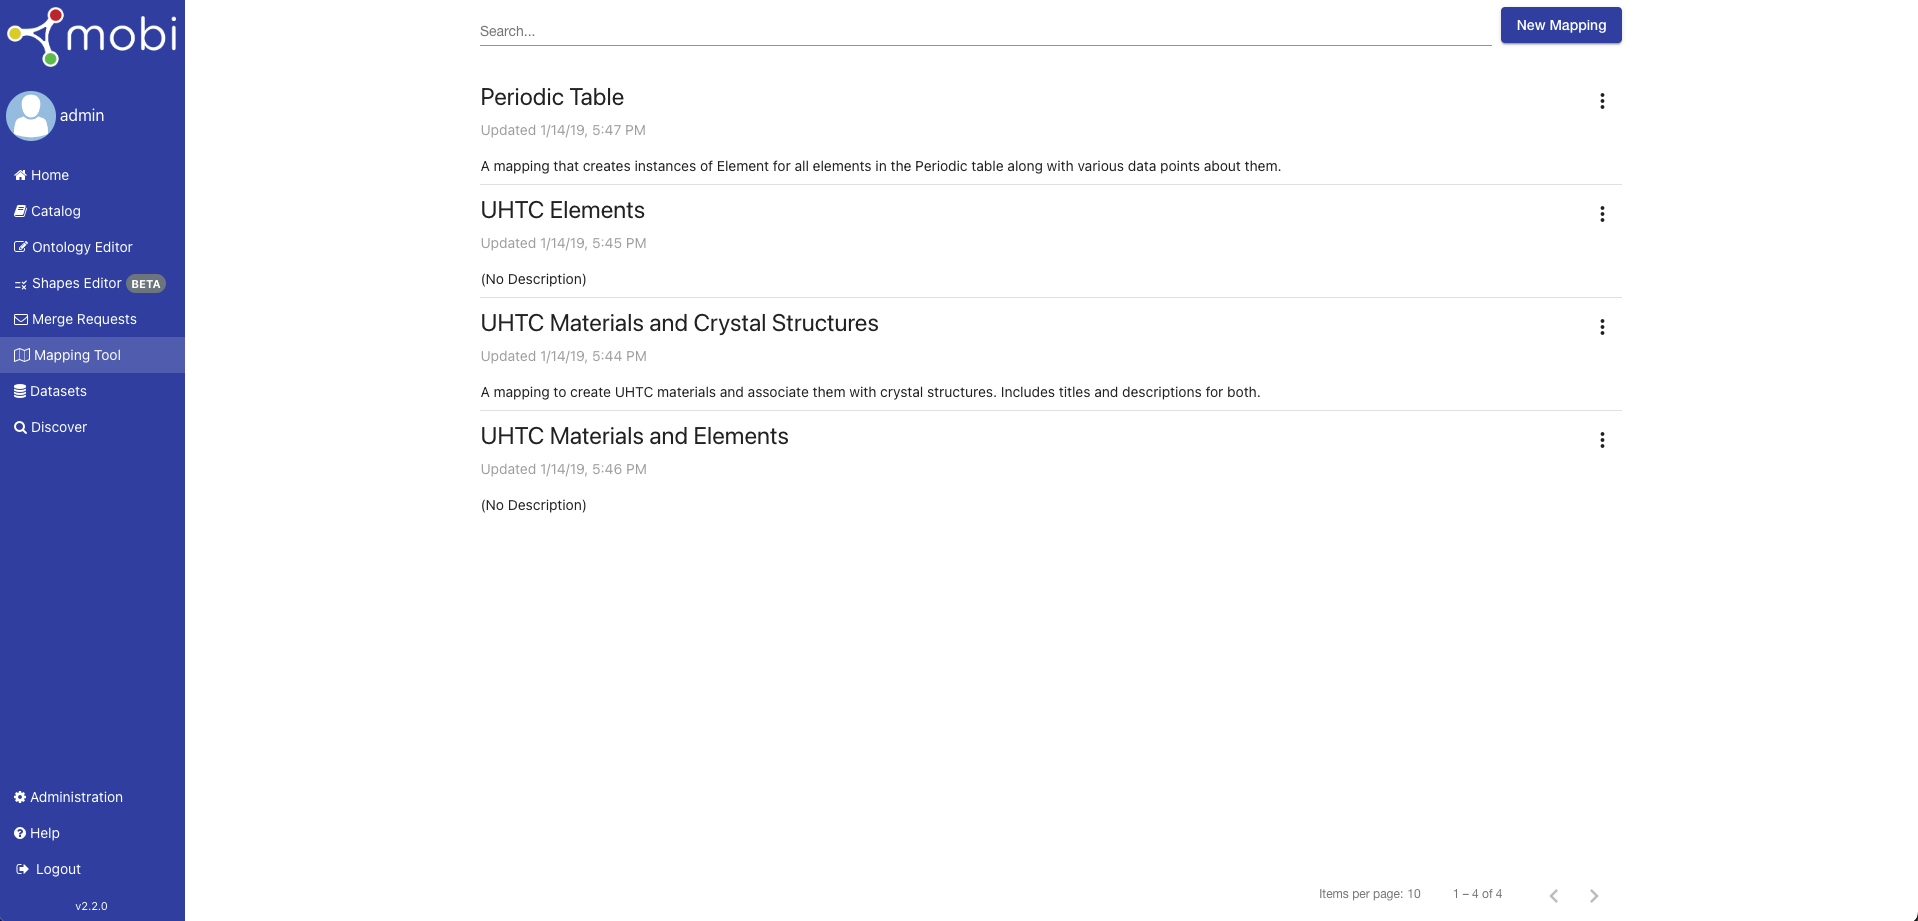 mobi
admin
Home
Catalog
Ontology Editor
Shapes Editor BETA
Merge Requests
Mapping Tool
Datasets
Discover
Administration
Help
Logout
v2.2.0
Search...
New Mapping
Periodic Table
Updated 1/14/19, 5:47 PM
A mapping that creates instances of Element for all elements in the Periodic table along with various data points about them.
UHTC Elements
Updated 1/14/19, 5:45 PM
(No Description)
UHTC Materials and Crystal Structures
Updated 1/14/19, 5:44 PM
A mapping to create UHTC materials and associate them with crystal structures. Includes titles and descriptions for both.
UHTC Materials and Elements
Updated 1/14/19, 5:46 PM
(No Description)
Items per page: 10 1 – 4 of 4